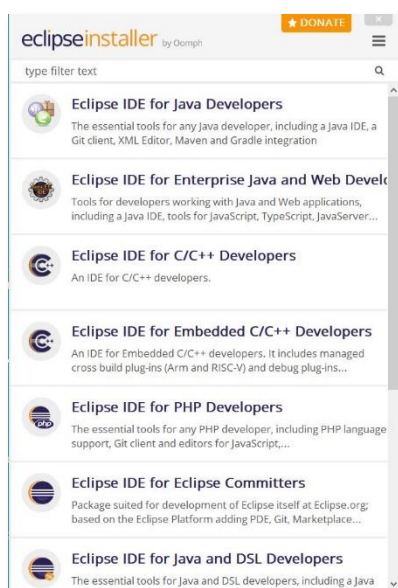 ★ DONATE
eclipseinstaller by Oomph
type filter text
Eclipse IDE for Java Developers
The essential tools for any Java developer, including a Java IDE, a
Git client, XML Editor, Maven and Gradle integration
Eclipse IDE for Enterprise Java and Web Develo
Tools for developers working with Java and Web applications,
including a Java IDE, tools for JavaScript, TypeScript, JavaServer...
Eclipse IDE for C/C++ Developers
An IDE for C/C++ developers.
Eclipse IDE for Embedded C/C++ Developers
An IDE for Embedded C/C++ developers. It includes managed
cross build plug-ins (Arm and RISC-V) and debug plug-ins...
php
Eclipse IDE for PHP Developers
The essential tools for any PHP developer, including PHP language
support, Git client and editors for JavaScript,...
Eclipse IDE for Eclipse Committers
Package suited for development of Eclipse itself at Eclipse.org;
based on the Eclipse Platform adding PDE, Git, Marketplace...
Eclipse IDE for Java and DSL Developers
The essential tools for Java and DSL developers, including a Java